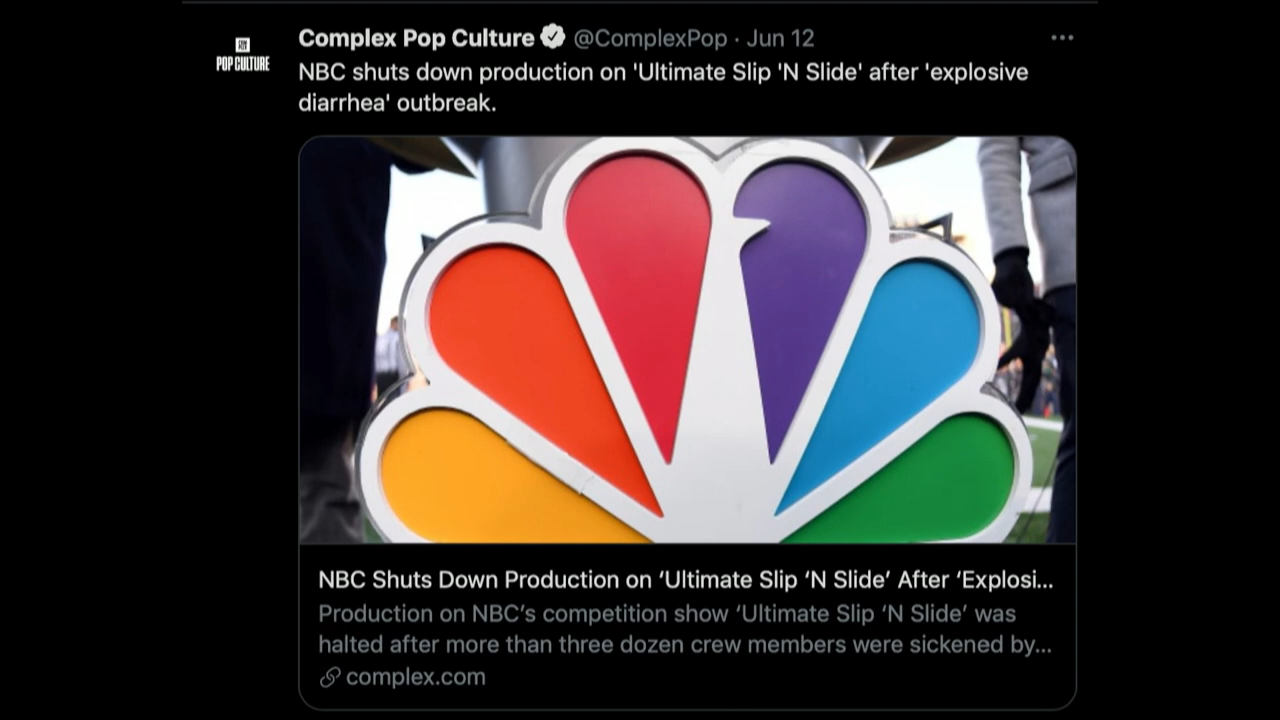 Complex Pop Culture @ComplexPop · Jun 12
COM
PLEX
POP CULTURE
NBC shuts down production on 'Ultimate Slip 'N Slide' after 'explosive
diarrhea' outbreak.
NBC Shuts Down Production on ‘Ultimate Slip ‘N Slide’ After ‘Explosi...
Production on NBC’s competition show ‘Ultimate Slip ‘N Slide’ was
halted after more than three dozen crew members were sickened by...
complex.com